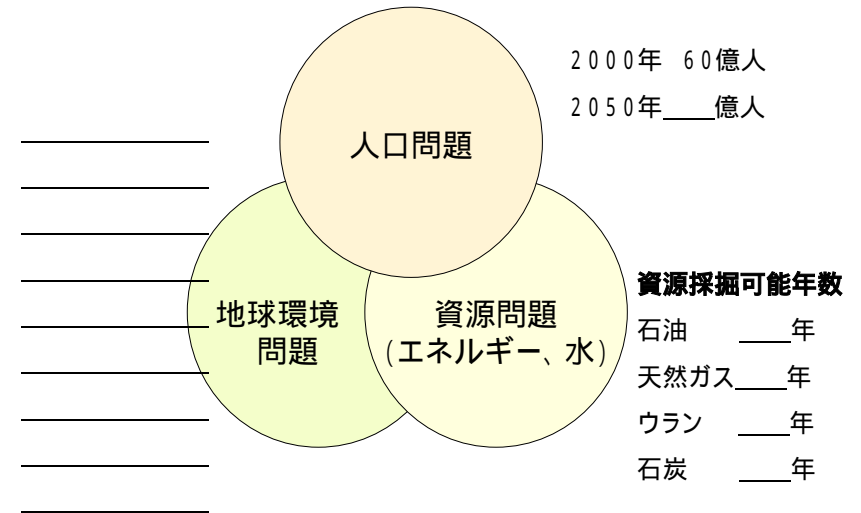 2000年 60億人
2050年____億人
人口問題
地球環境
問題
資源問題
(エネルギー、水)
資源採掘可能年数
石油 ____年
天然ガス____年
ウラン ____年
石炭 ____年